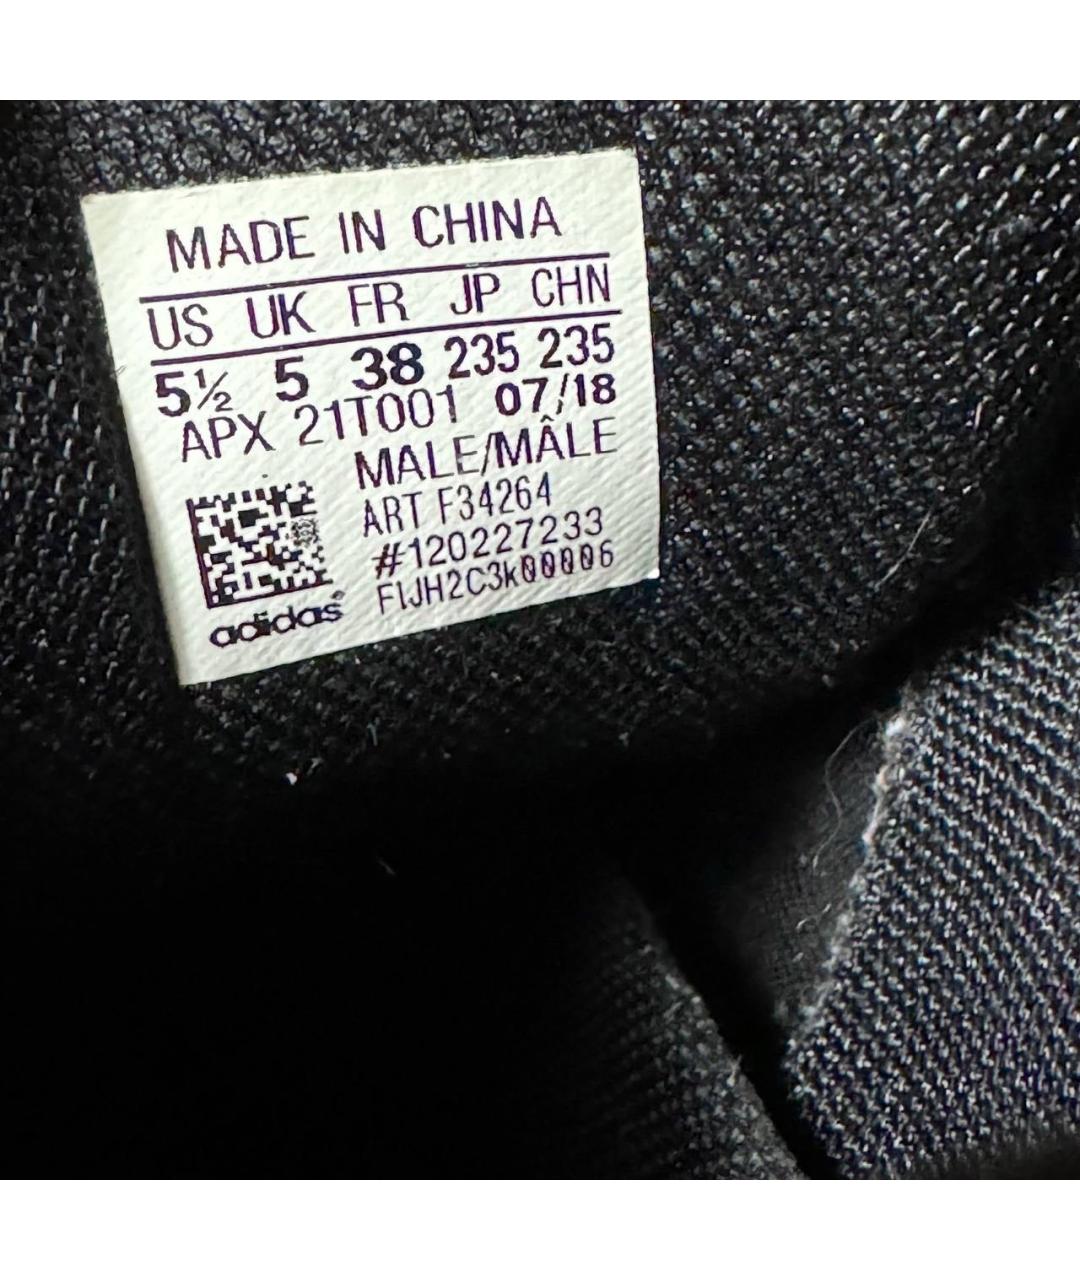 MADE IN CHINA
US UK FR JP CHN
5½ 5 38 235 235
APX 21T001 07/18
MALE/MÂLE
ART F34264
#120227233
FIJH2C3k00006
adidas®